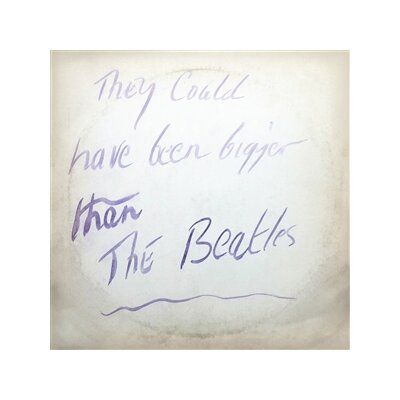 They Could
have been bigger
than
The Beatles